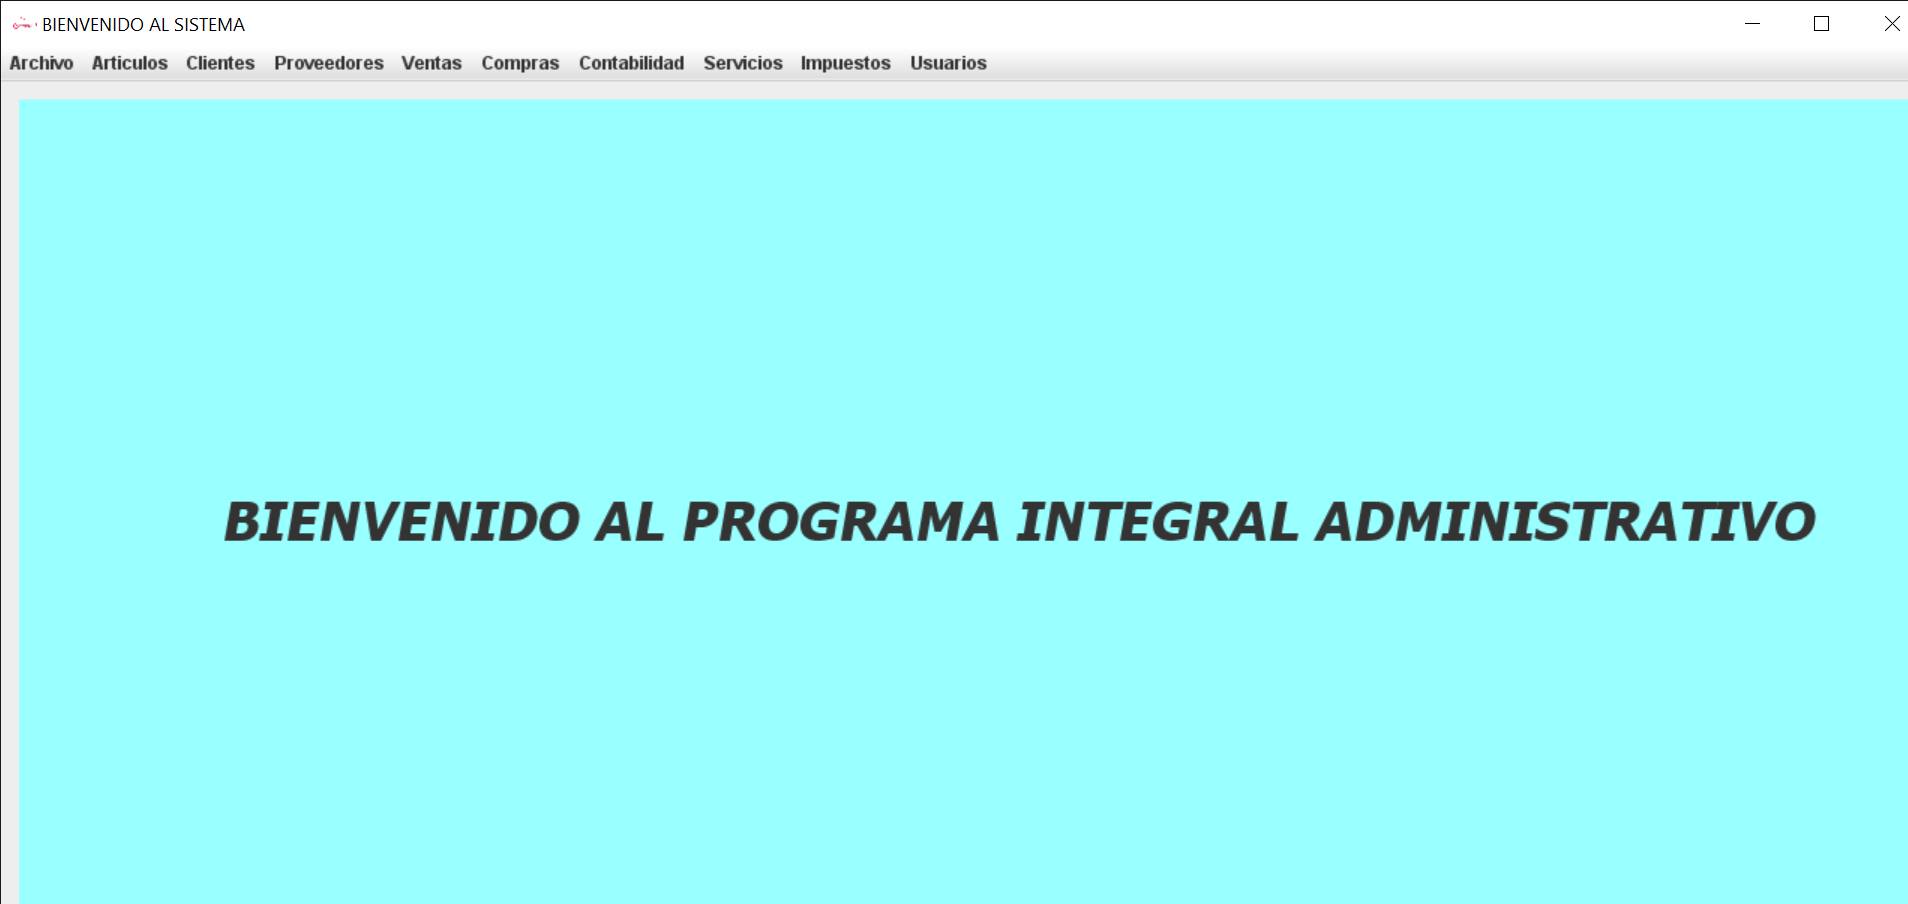 BIENVENIDO AL SISTEMA
Archivo Articulos Clientes Proveedores Ventas Compras Contabilidad Servicios Impuestos Usuarios
BIENVENIDO AL PROGRAMA INTEGRAL ADMINISTRATIVO